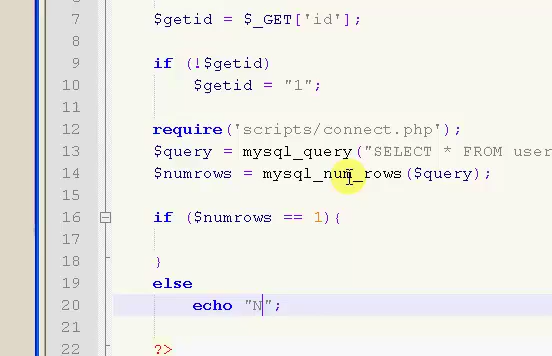 7 $getid = $_GET['id'];
8
9 if (!$getid)
10 $getid = "1";
11
12 require('scripts/connect.php');
13 $query = mysql_query("SELECT * FROM user
14 $numrows = mysql_num_rows($query);
15
16 if ($numrows == 1){
17
18 }
19 else
20 echo "N";
21
22 ?>